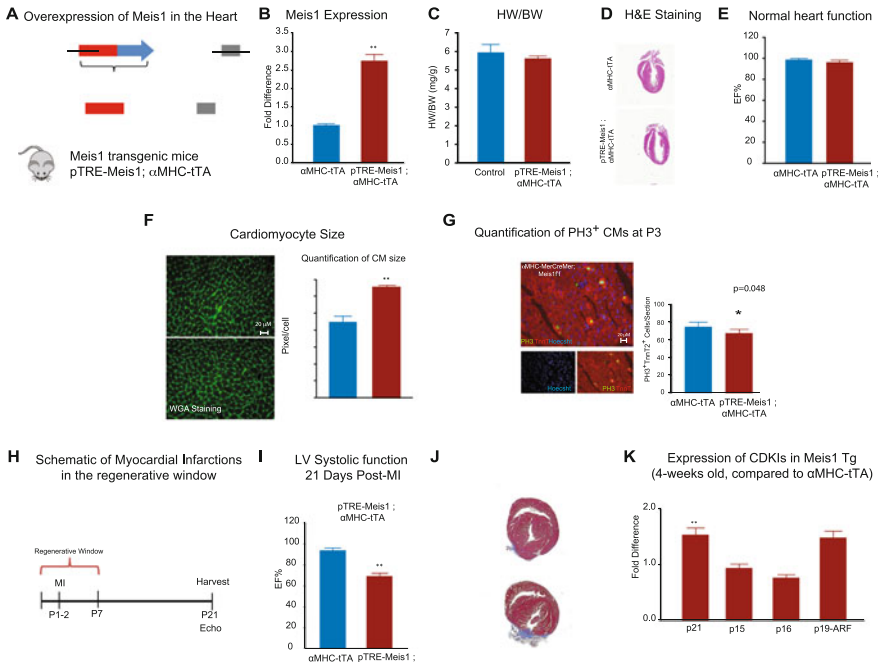 A Overexpression of Meis1 in the Heart
Meis1 transgenic mice
pTRE-Meis1; αMHC-tTA
B Meis1 Expression
Fold Difference
3.0
2.5
2.0
1.5
1.0
0.5
0.0
**
αMHC-tTA
pTRE-Meis1 ;
αMHC-tTA
C HW/BW
HW/BW (mg/g)
9
8
7
6
5
4
3
2
1
0
Control
pTRE-Meis1 ;
αMHC-tTA
D H&E Staining
αMHC-tTA
pTRE-Meis1 ;
αMHC-tTA
E Normal heart function
EF%
120
100
80
60
40
20
0
αMHC-tTA
pTRE-Meis1 ;
αMHC-tTA
F Cardiomyocyte Size
20 µM
WGA Staining
20 µM
Quantification of CM size
Pixel/cell
**
G Quantification of PH3⁺ CMs at P3
αMHC-MerCreMer;
PH3
Hoechst
20 µM
Hoechst
PH3
p=0.048
PH3⁺TnnT2⁺ Cells/Section
100
80
60
40
20
0
*
αMHC-tTA
pTRE-Meis1 ;
αMHC-tTA
H Schematic of Myocardial Infarctions
in the regenerative window
Regenerative Window
MI
Harvest
P1-2
P7
P21
Echo
I LV Systolic function
21 Days Post-MI
pTRE-Meis1 ;
αMHC-tTA
EF%
120
100
80
60
40
20
0
**
αMHC-tTA
pTRE-Meis1 ;
J
K Expression of CDKIs in Meis1 Tg
(4-weeks old, compared to αMHC-tTA)
Fold Difference
2.0
1.0
0.0
**
p21
p15
p16
p19-ARF